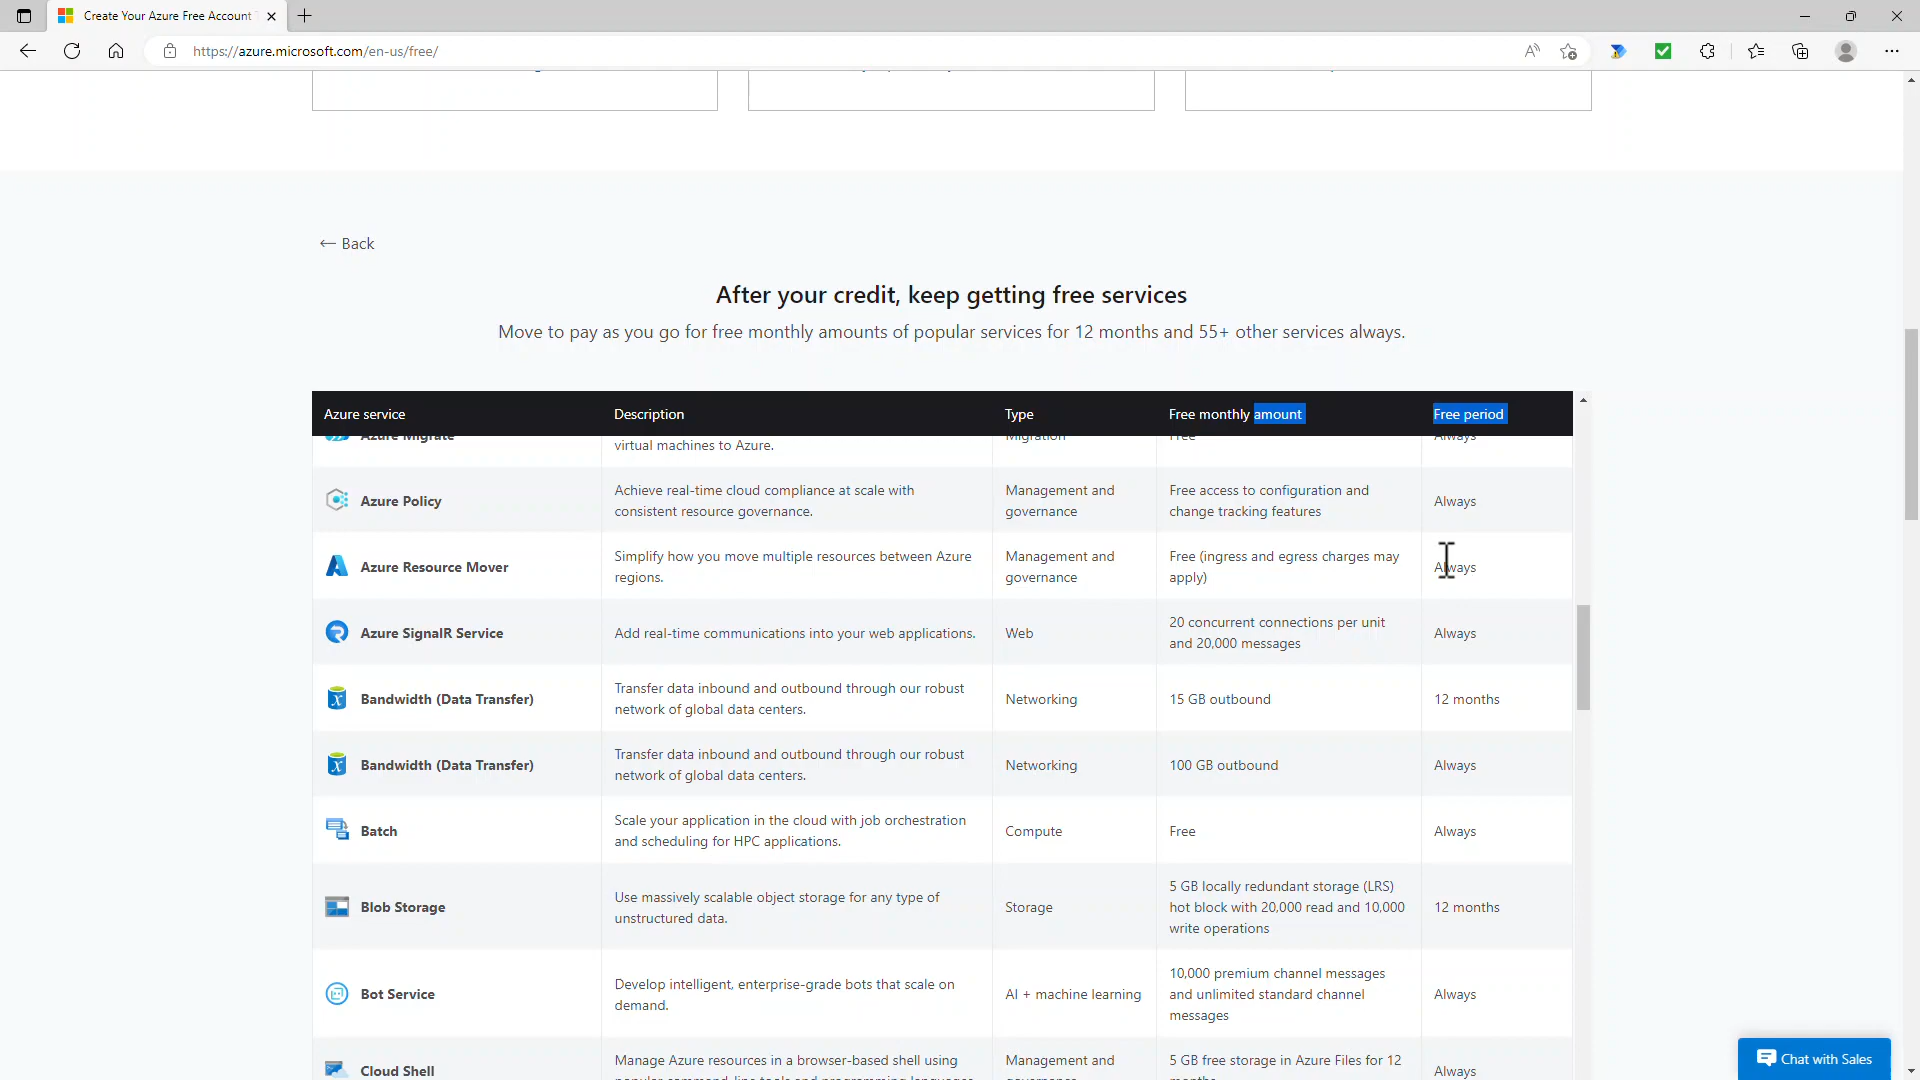 Create Your Azure Free Account
https://azure.microsoft.com/en-us/free/
← Back
After your credit, keep getting free services
Move to pay as you go for free monthly amounts of popular services for 12 months and 55+ other services always.
Azure service Description Type Free monthly amount Free period
Azure Migrate virtual machines to Azure. Migration Free Always
Azure Policy
Achieve real-time cloud compliance at scale with
consistent resource governance.
Management and
governance
Free access to configuration and
change tracking features
Always
Azure Resource Mover
Simplify how you move multiple resources between Azure
regions.
Management and
governance
Free (ingress and egress charges may
apply)
Always
Azure SignalR Service
Add real-time communications into your web applications.
Web
20 concurrent connections per unit
and 20,000 messages
Always
Bandwidth (Data Transfer)
Transfer data inbound and outbound through our robust
network of global data centers.
Networking
15 GB outbound
12 months
Bandwidth (Data Transfer)
Transfer data inbound and outbound through our robust
network of global data centers.
Networking
100 GB outbound
Always
Batch
Scale your application in the cloud with job orchestration
and scheduling for HPC applications.
Compute
Free
Always
Blob Storage
Use massively scalable object storage for any type of
unstructured data.
Storage
5 GB locally redundant storage (LRS)
hot block with 20,000 read and 10,000
write operations
12 months
Bot Service
Develop intelligent, enterprise-grade bots that scale on
demand.
AI + machine learning
10,000 premium channel messages
and unlimited standard channel
messages
Always
Cloud Shell
Manage Azure resources in a browser-based shell using
Management and
5 GB free storage in Azure Files for 12
Always
Chat with Sales